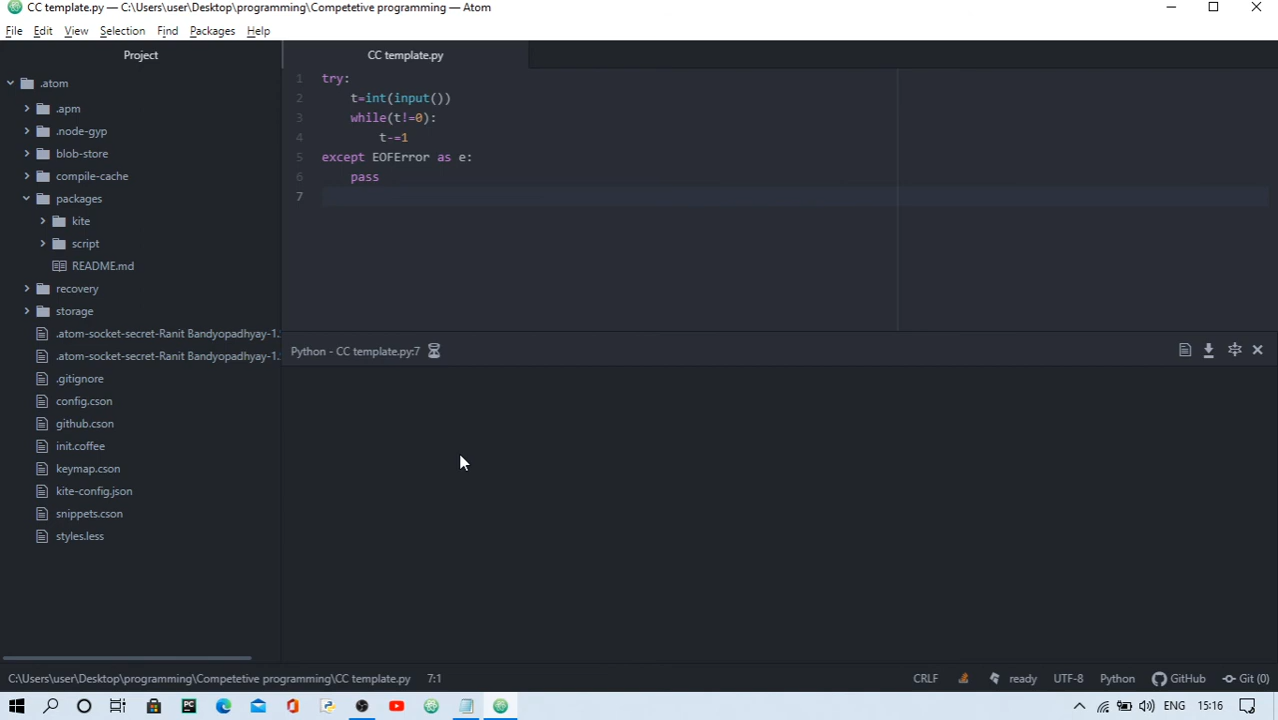 CC template.py — C:\Users\user\Desktop\programming\Competetive programming — Atom
File Edit View Selection Find Packages Help
Project
CC template.py
.atom
.apm
.node-gyp
blob-store
compile-cache
packages
kite
script
README.md
recovery
storage
.atom-socket-secret-Ranit Bandyopadhyay-1.
.atom-socket-secret-Ranit Bandyopadhyay-1.
.gitignore
config.cson
github.cson
init.coffee
keymap.cson
kite-config.json
snippets.cson
styles.less
1 try:
2 t=int(input())
3 while(t!=0):
4 t-=1
5 except EOFError as e:
6 pass
7
Python - CC template.py:7
C:\Users\user\Desktop\programming\Competetive programming\CC template.py 7:1 CRLF ready UTF-8 Python GitHub Git (0)
PC ENG 15:16